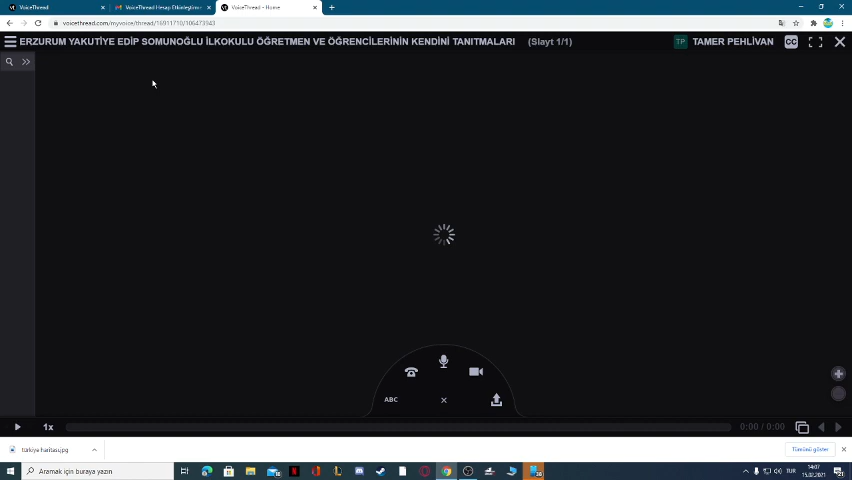 VoiceThread
VoiceThread Hesap Etkinleştirme
VoiceThread - Home
voicethread.com/myvoice/thread/16911710/106473943
ERZURUM YAKUTİYE EDİP SOMUNOĞLU İLKOKULU ÖĞRETMEN VE ÖĞRENCİLERİNİN KENDİNİ TANITMALARI (Slayt 1/1)
TP TAMER PEHLİVAN CC
ABC
1x
0:00 / 0:00
türkiye haritası.jpg
Tümünü göster
Aramak için buraya yazın
TUR
14:07
15.02.2021